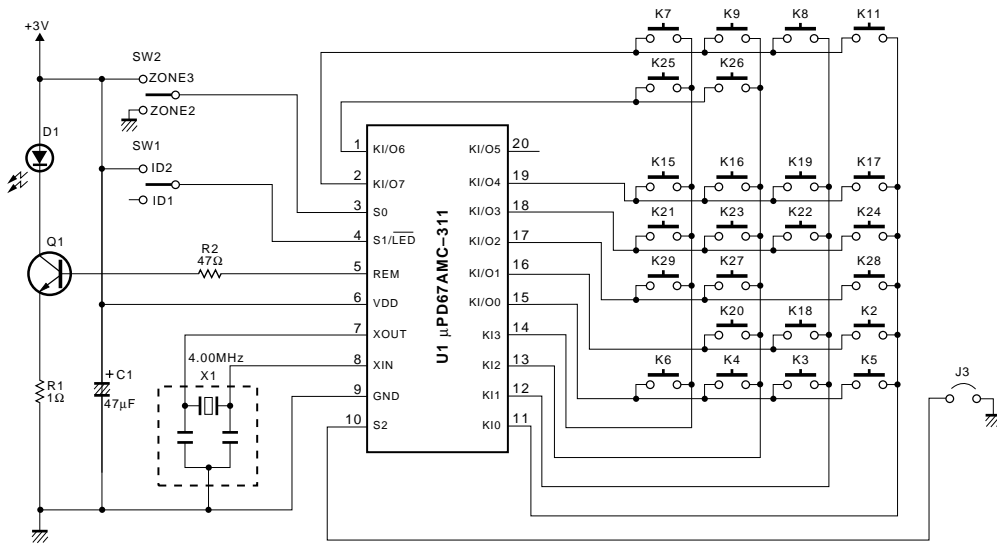 K7 K9 K8 K11
+3V
SW2
ZONE3
K25 K26
ZONE2
D1
SW1
1 KI/O6 KI/O5 20
ID2
K15 K16 K19 K17
2 KI/O7 KI/O4 19
ID1
3 S0 KI/O3 18
K21 K23 K22 K24
4 S1/LED KI/O2 17
Q1
R2
47Ω
5 REM KI/O1 16
K29 K27 K28
6 VDD KI/O0 15
U1 μPD67AMC–311
K20 K18 K2
7 XOUT KI3 14
4.00MHz
X1
8 XIN KI2 13
K6 K4 K3 K5
J3
+C1
47μF
R1
1Ω
9 GND KI1 12
10 S2 KI0 11